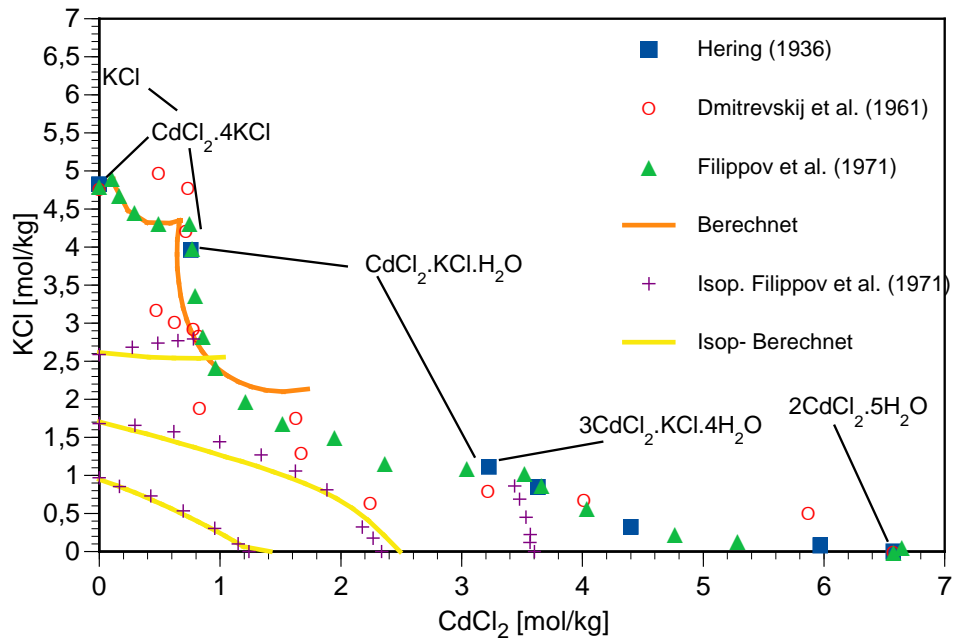 7
6,5
6
5,5
5
4,5
4
3,5
3
2,5
2
1,5
1
0,5
0
KCl [mol/kg]
KCl
CdCl₂.4KCl
CdCl₂.KCl.H₂O
3CdCl₂.KCl.4H₂O
2CdCl₂.5H₂O
Hering (1936)
Dmitrevskij et al. (1961)
Filippov et al. (1971)
Berechnet
Isop. Filippov et al. (1971)
Isop- Berechnet
0 1 2 3 4 5 6 7
CdCl₂ [mol/kg]